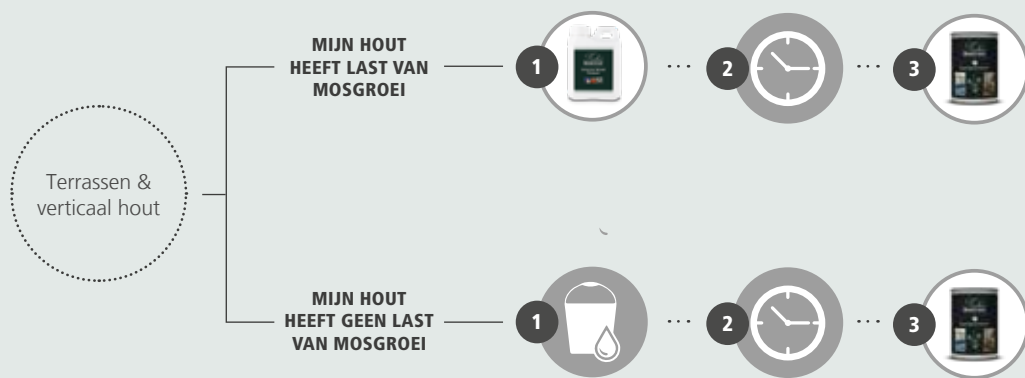 MIJN HOUT
HEEFT LAST VAN
MOSGROEI
1
2
3
Terrassen &
verticaal hout
MIJN HOUT
HEEFT GEEN LAST
VAN MOSGROEI
1
2
3